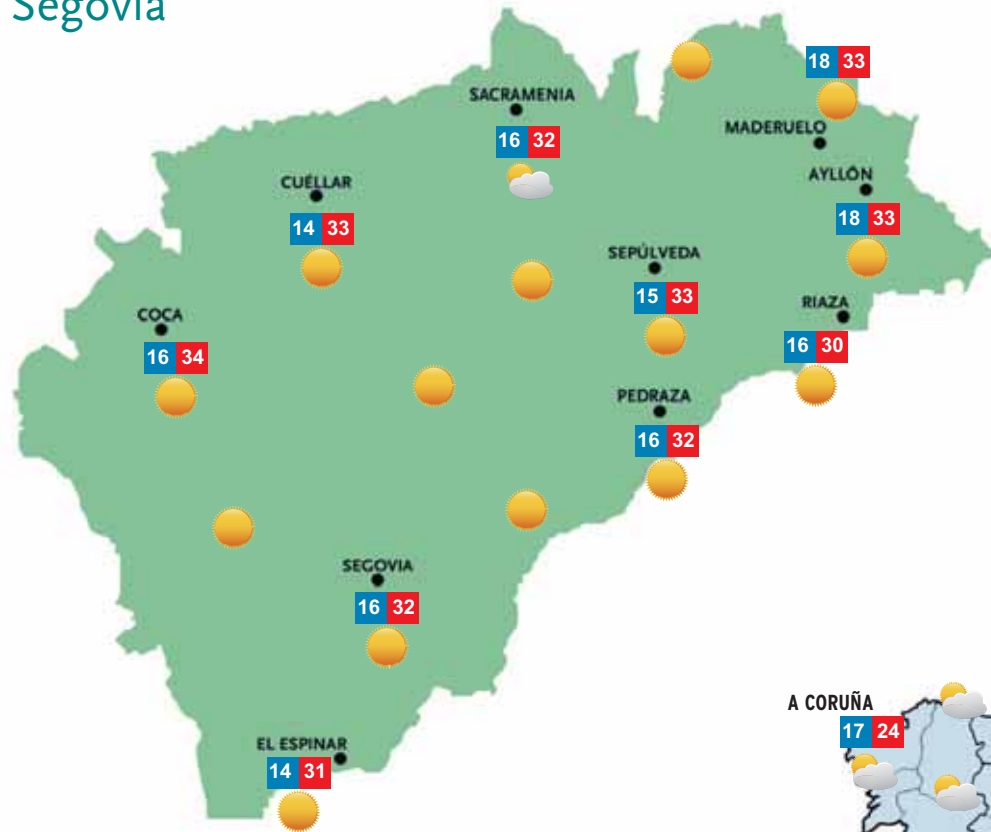 Segovia
18 33
SACRAMENIA
16 32
MADERUELO
AYLLÓN
18 33
CUÉLLAR
14 33
SEPÚLVEDA
15 33
RIAZA
16 30
COCA
16 34
PEDRAZA
16 32
SEGOVIA
16 32
A CORUÑA
17 24
EL ESPINAR
14 31